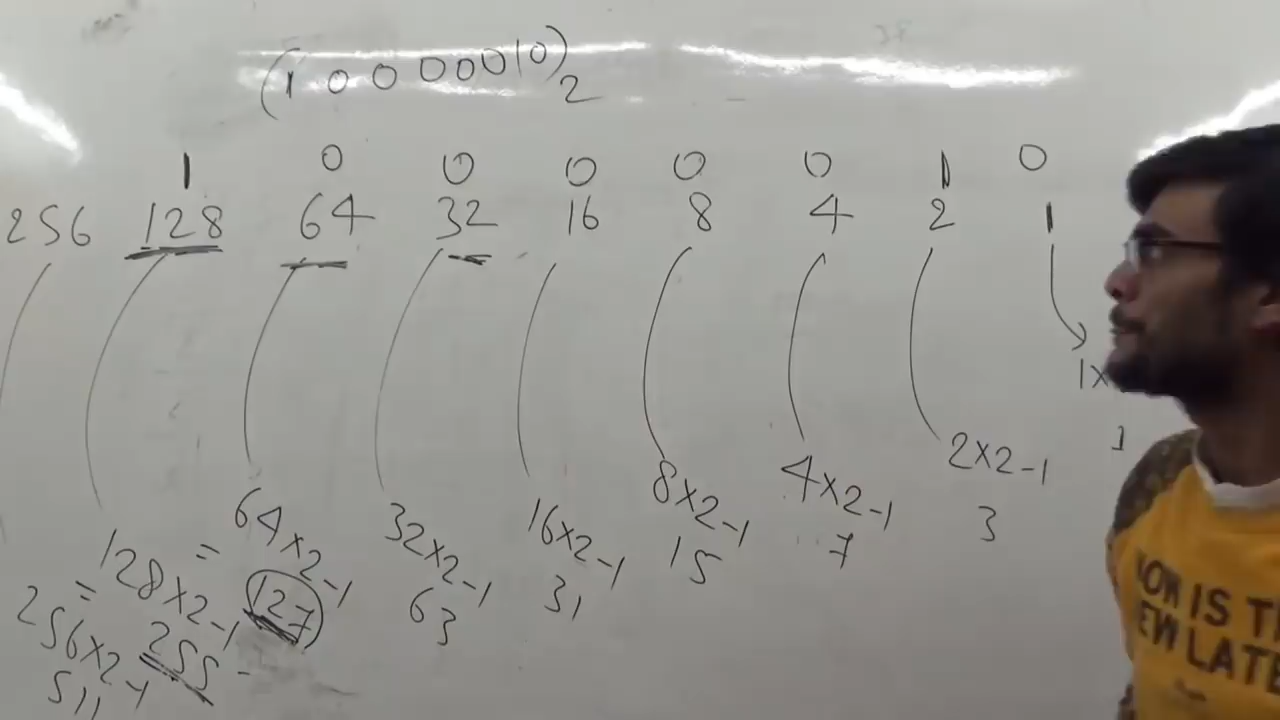 (10000010)2
1 0 0 0 0 0 1 0
256 128 64 32 16 8 4 2 1
1x
1
2x2-1
3
4x2-1
7
8x2-1
15
16x2-1
31
32x2-1
63
= 64x2-1
127
= 128x2-1
255
256x2-1
511
IS
LATE